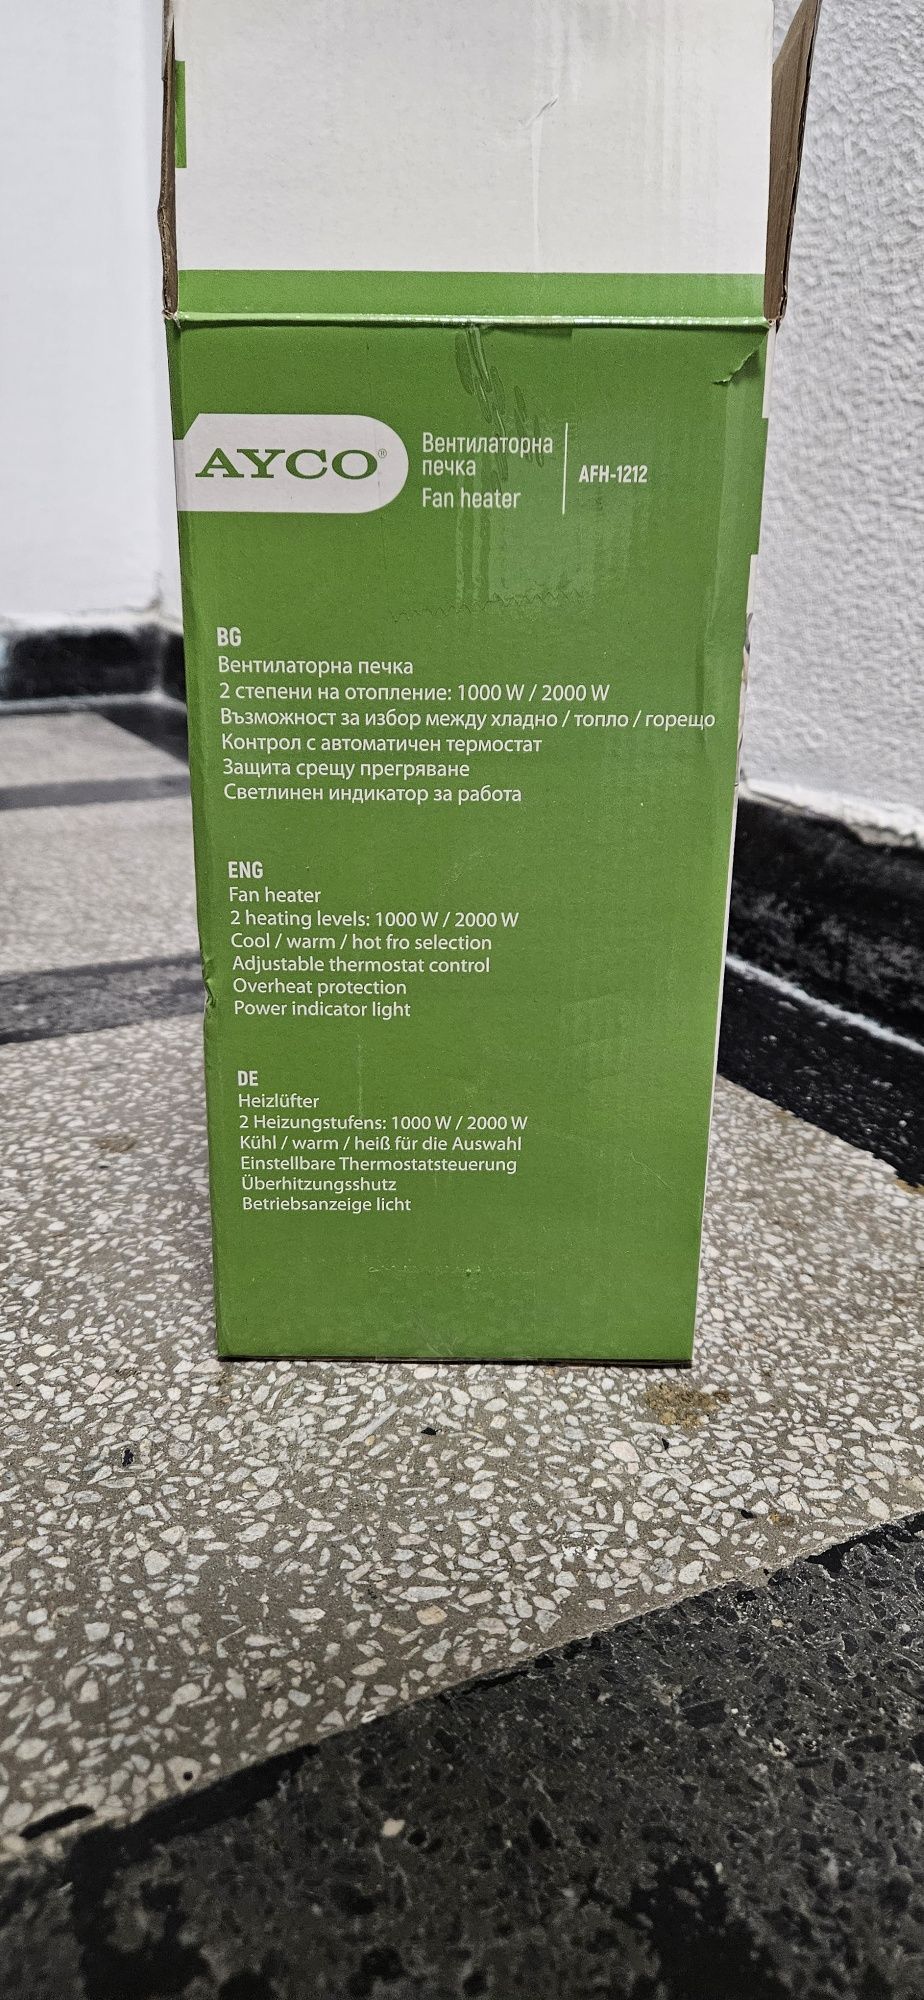 AYCO®
Вентилаторна
печка
Fan heater
AFH-1212
BG
Вентилаторна печка
2 степени на отопление: 1000 W / 2000 W
Възможност за избор между хладно / топло / горещо
Контрол с автоматичен термостат
Защита срещу прегряване
Светлинен индикатор за работа
ENG
Fan heater
2 heating levels: 1000 W / 2000 W
Cool / warm / hot fro selection
Adjustable thermostat control
Overheat protection
Power indicator light
DE
Heizlüfter
2 Heizungstufens: 1000 W / 2000 W
Kühl / warm / heiß für die Auswahl
Einstellbare Thermostatsteuerung
Überhitzungsshutz
Betriebsanzeige licht